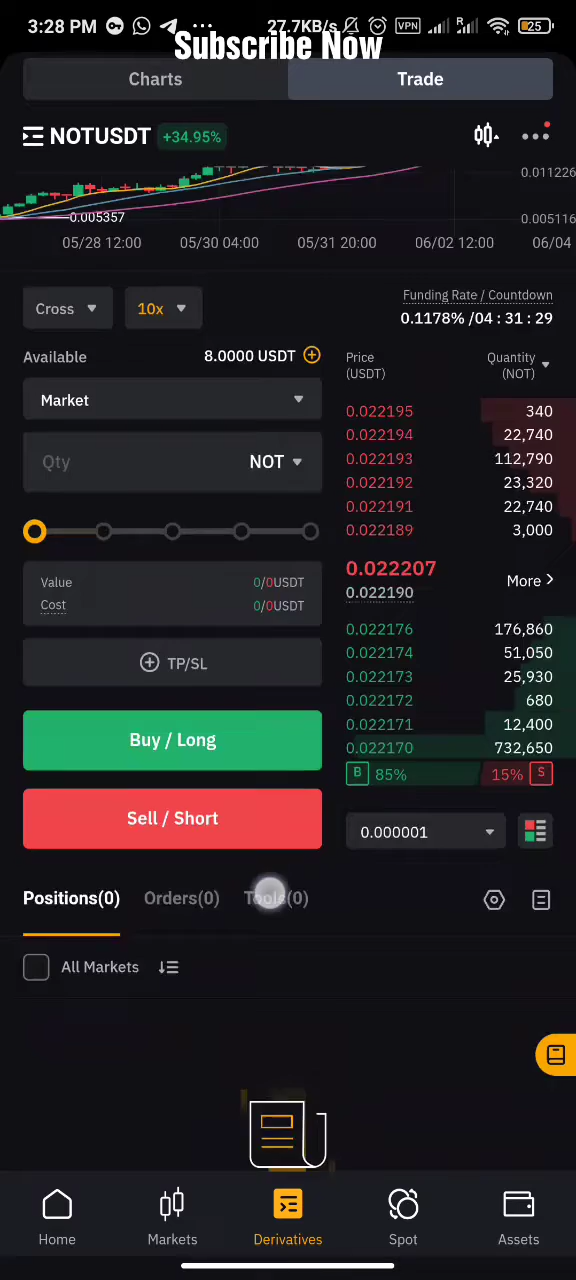 3:28 PM ... 27.7KB/s VPN R 25
Subscribe Now
Charts Trade
NOTUSDT +34.95%
0.011226
0.005357
0.005116
05/28 12:00 05/30 04:00 05/31 20:00 06/02 12:00 06/04
Cross 10x
Funding Rate / Countdown
0.1178% /04 : 31 : 29
Available 8.0000 USDT
Price (USDT) Quantity (NOT)
Market
Qty NOT
0.022195 340
0.022194 22,740
0.022193 112,790
0.022192 23,320
0.022191 22,740
0.022189 3,000
Value 0/0USDT
Cost 0/0USDT
0.022207
0.022190
More >
TP/SL
0.022176 176,860
0.022174 51,050
0.022173 25,930
0.022172 680
0.022171 12,400
0.022170 732,650
Buy / Long
B 85% 15% S
Sell / Short
0.000001
Positions(0) Orders(0) Tools(0)
All Markets
Home Markets Derivatives Spot Assets